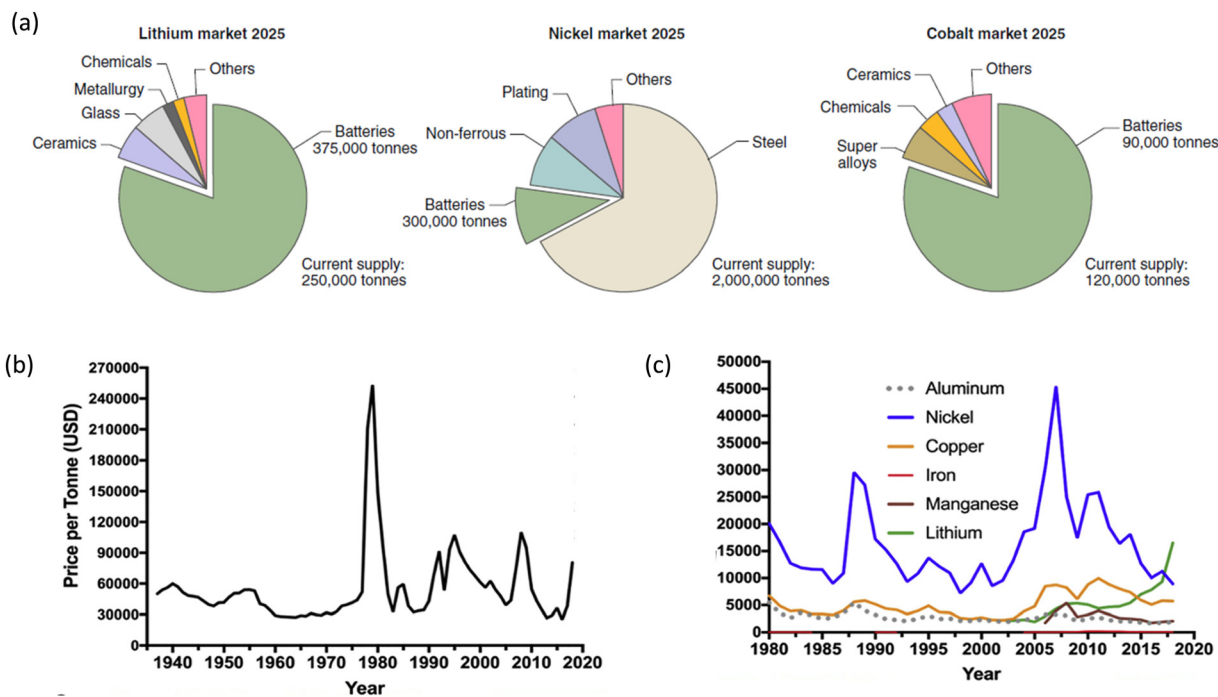 (a)
Lithium market 2025
Chemicals
Others
Metallurgy
Glass
Ceramics
Batteries
375,000 tonnes
Current supply:
250,000 tonnes
Nickel market 2025
Others
Plating
Non-ferrous
Steel
Batteries
300,000 tonnes
Current supply:
2,000,000 tonnes
Cobalt market 2025
Ceramics
Others
Chemicals
Super
alloys
Batteries
90,000 tonnes
Current supply:
120,000 tonnes
(b)
Price per Tonne (USD)
270000
240000
210000
180000
150000
120000
90000
60000
30000
0
1940 1950 1960 1970 1980 1990 2000 2010 2020
Year
(c)
50000
45000
40000
35000
30000
25000
20000
15000
10000
5000
0
Aluminum
Nickel
Copper
Iron
Manganese
Lithium
1980 1985 1990 1995 2000 2005 2010 2015 2020
Year